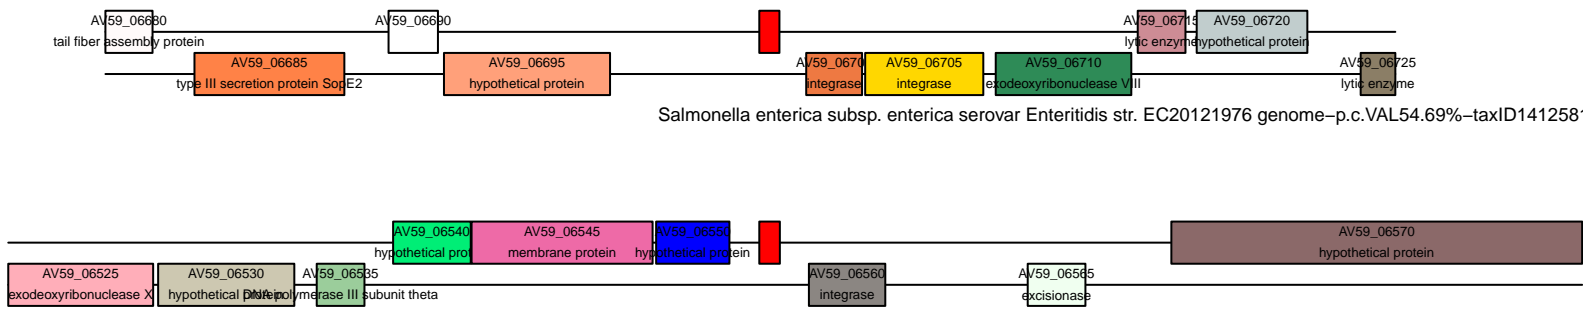 AV59_06680
tail fiber assembly protein
AV59_06690
AV59_06715
lytic enzyme
AV59_06720
hypothetical protein
AV59_06685
type III secretion protein SopE2
AV59_06695
hypothetical protein
AV59_0670
integrase
AV59_06705
integrase
AV59_06710
exodeoxyribonuclease VIII
AV59_06725
lytic enzyme
Salmonella enterica subsp. enterica serovar Enteritidis str. EC20121976 genome−p.c.VAL54.69%−taxID1412581
AV59_06540
hypothetical prot
AV59_06545
membrane protein
AV59_06550
hypothetical protein
AV59_06570
hypothetical protein
AV59_06525
exodeoxyribonuclease X
AV59_06530
hypothetical protein
AV59_06535
DNA polymerase III subunit theta
AV59_06560
integrase
AV59_06565
excisionase